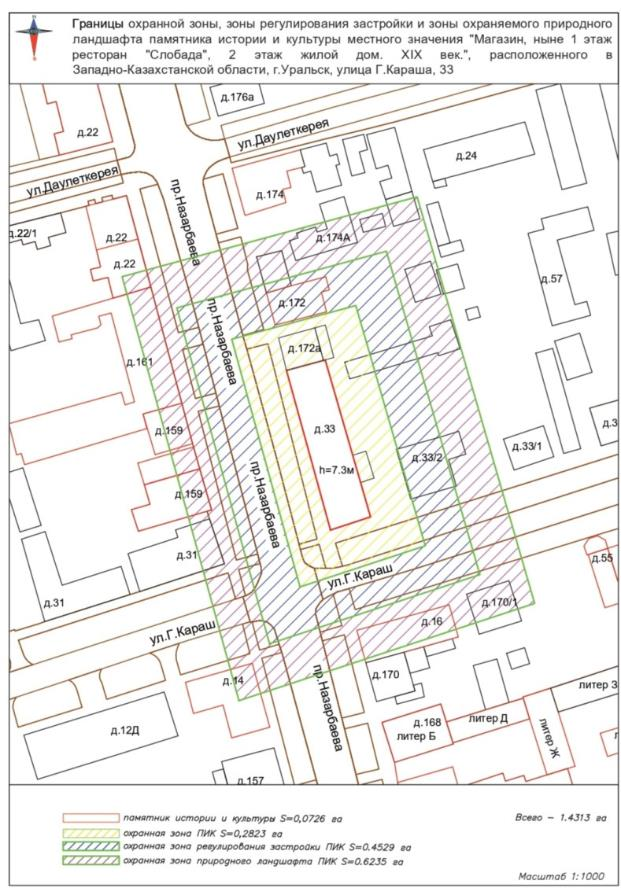 Границы охранной зоны, зоны регулирования застройки и зоны охраняемого природного
ландшафта памятника истории и культуры местного значения "Магазин, ныне 1 этаж
ресторан "Слобада", 2 этаж жилой дом. XIX век.", расположенного в
Западно-Казахстанской области, г.Уральск, улица Г.Караша, 33
д.176а
д.22
ул.Даулеткерея
д.24
ул.Даулеткерея
пр.Назарбаева
д.174
д.22/1
д.22
д.174А
д.22
д.57
д.172
пр.Назарбаева
д.172а
д.161
д.159
д.33
д.3
д.33/1
д.33/2
h=7.3м
пр.Назарбаева
д.159
д.31
д.55
ул.Г.Караш
д.31
д.170/1
ул.Г.Караш
д.16
д.14
д.170
пр.Назарбаева
литер З
литер Д
д.168
литер Б
литер Ж
д.12Д
д.157
памятник истории и культуры S=0,0726 га
Всего – 1.4313 га
охранная зона ПИК S=0,2823 га
охранная зона регулирования застройки ПИК S=0.4529 га
охранная зона природного ландшафта ПИК S=0.6235 га
Масштаб 1:1000